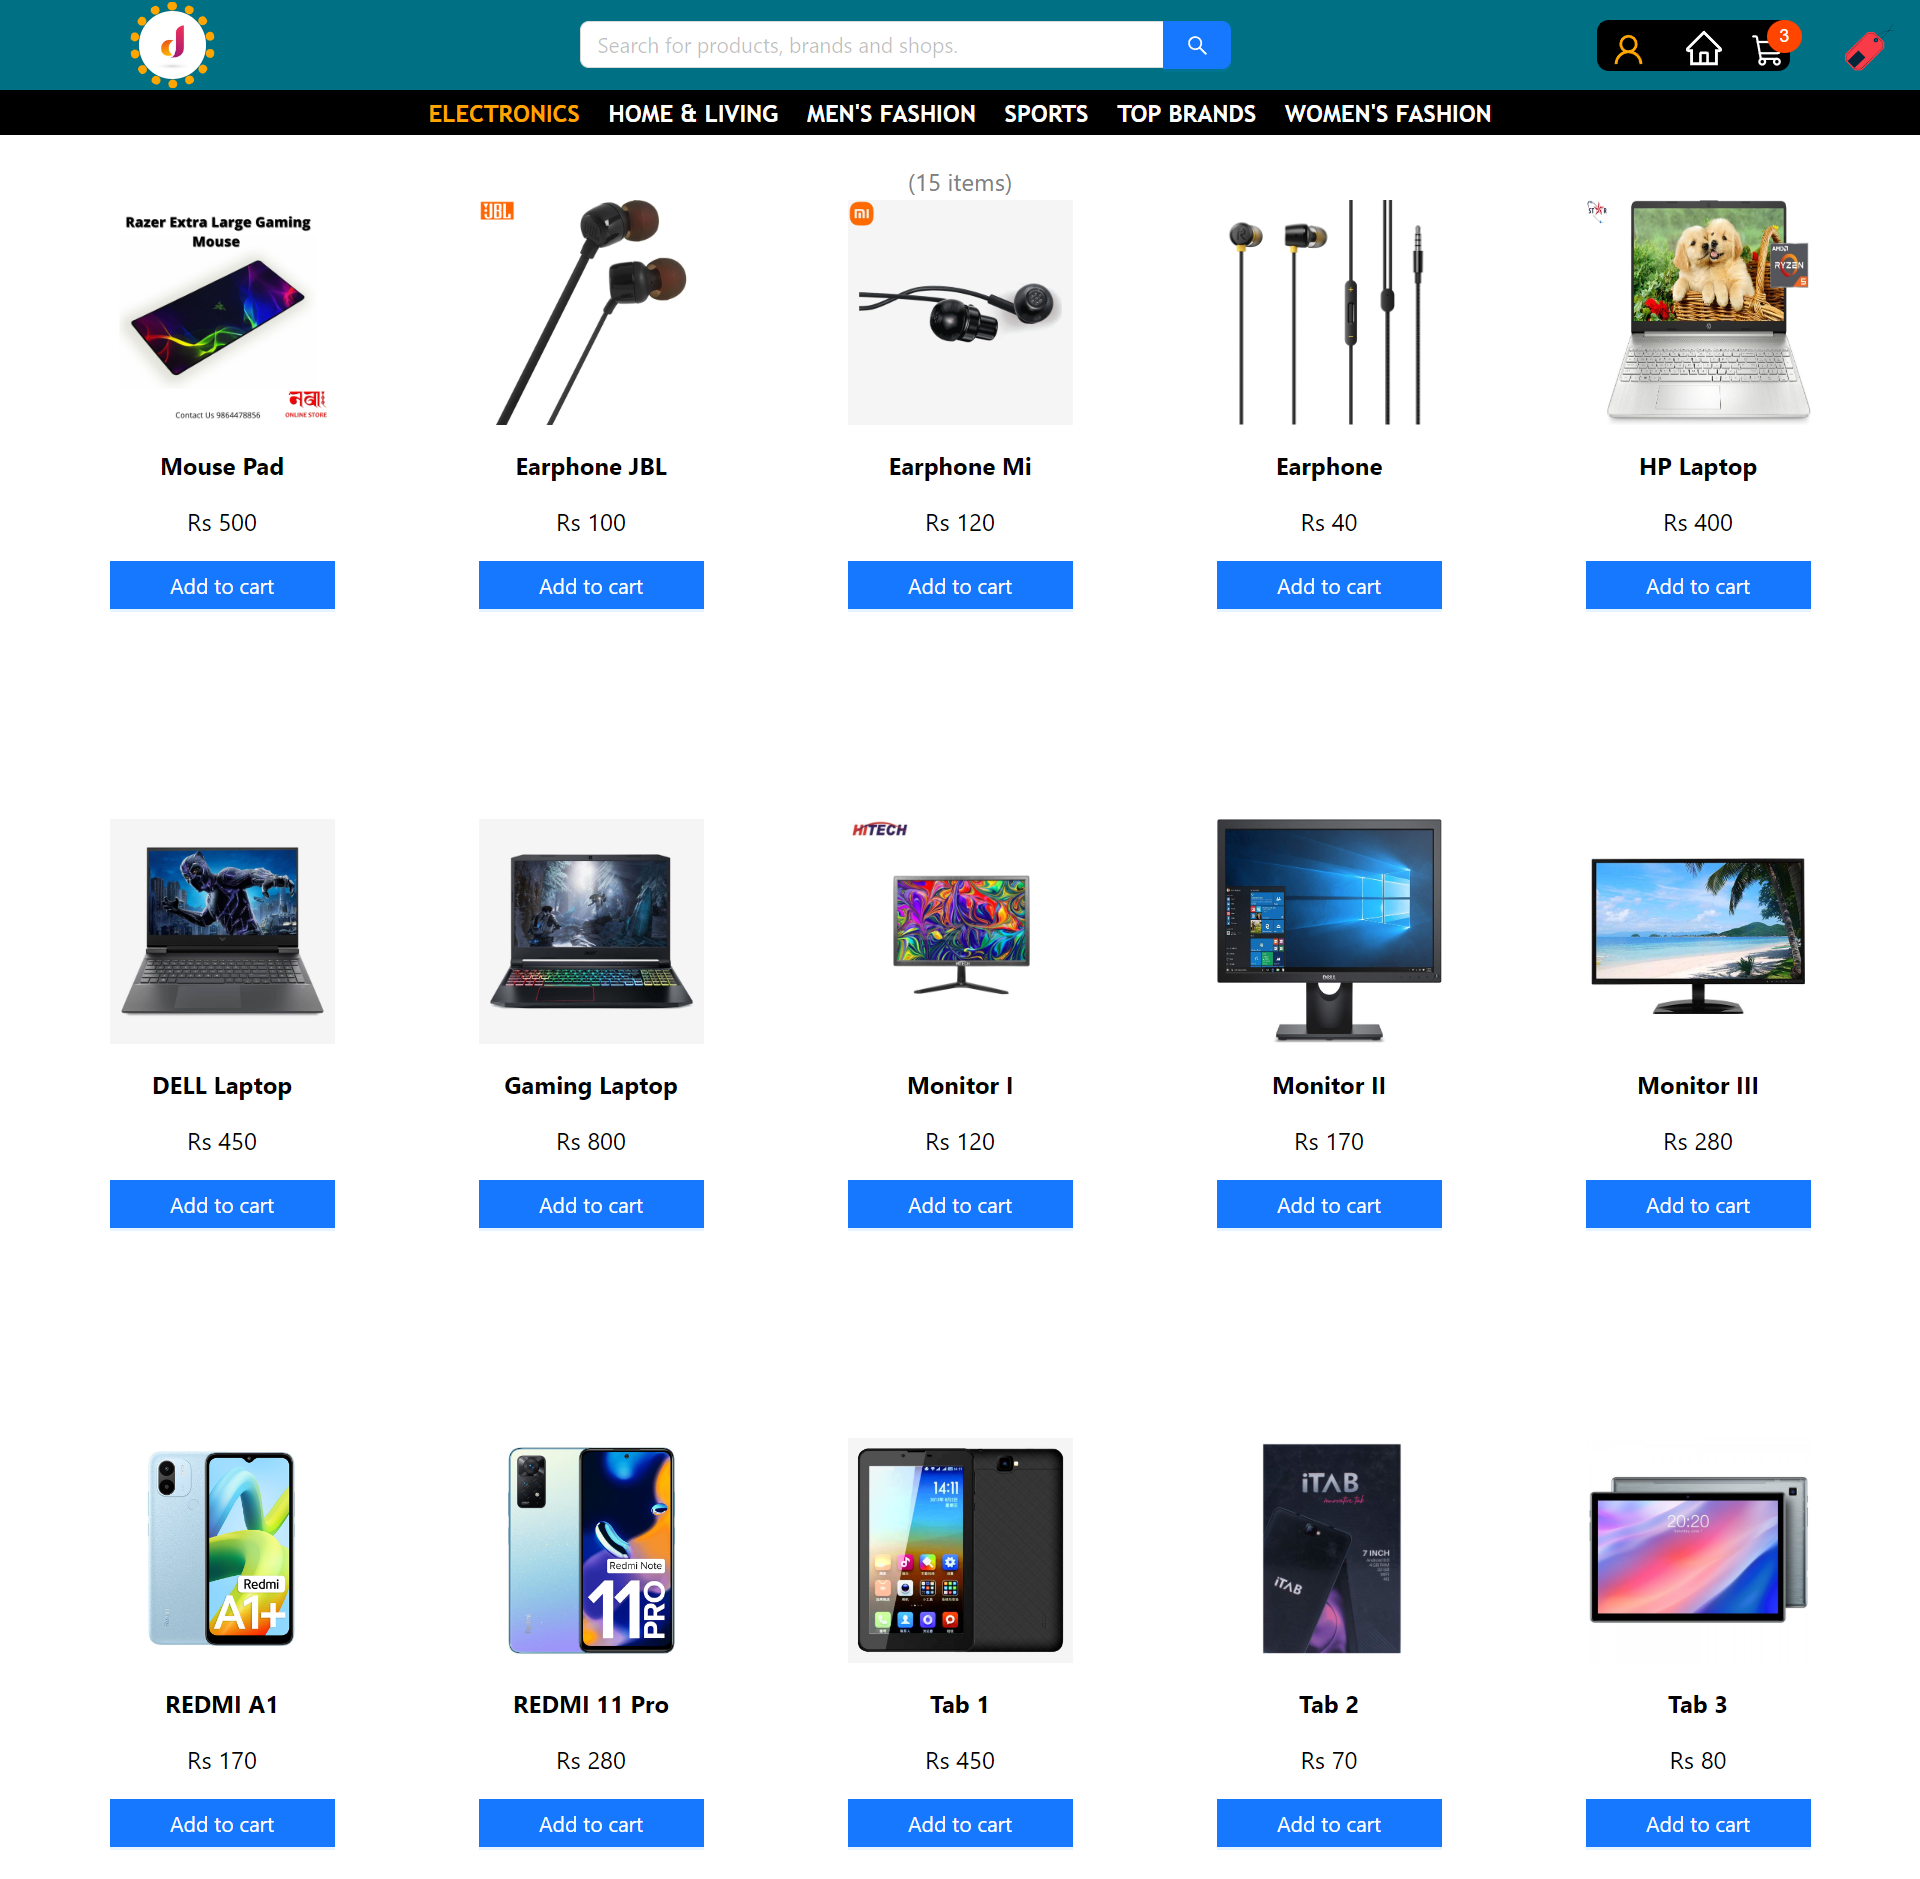 Search for products, brands and shops.
3
ELECTRONICS HOME & LIVING MEN'S FASHION SPORTS TOP BRANDS WOMEN'S FASHION
(15 items)
Razer Extra Large Gaming
Mouse
Contact Us 9864478856
नवा
ONLINE STORE
JBL
mi
STAR
AMD
RYZEN
5
Mouse Pad
Earphone JBL
Earphone Mi
Earphone
HP Laptop
Rs 500
Rs 100
Rs 120
Rs 40
Rs 400
Add to cart
Add to cart
Add to cart
Add to cart
Add to cart
HITECH
HITECH
DELL
DELL Laptop
Gaming Laptop
Monitor I
Monitor II
Monitor III
Rs 450
Rs 800
Rs 120
Rs 170
Rs 280
Add to cart
Add to cart
Add to cart
Add to cart
Add to cart
Redmi
A1+
Redmi Note
11 PRO
14:11
iTAB
innovative tab
7 INCH
iTAB
20:20
REDMI A1
REDMI 11 Pro
Tab 1
Tab 2
Tab 3
Rs 170
Rs 280
Rs 450
Rs 70
Rs 80
Add to cart
Add to cart
Add to cart
Add to cart
Add to cart